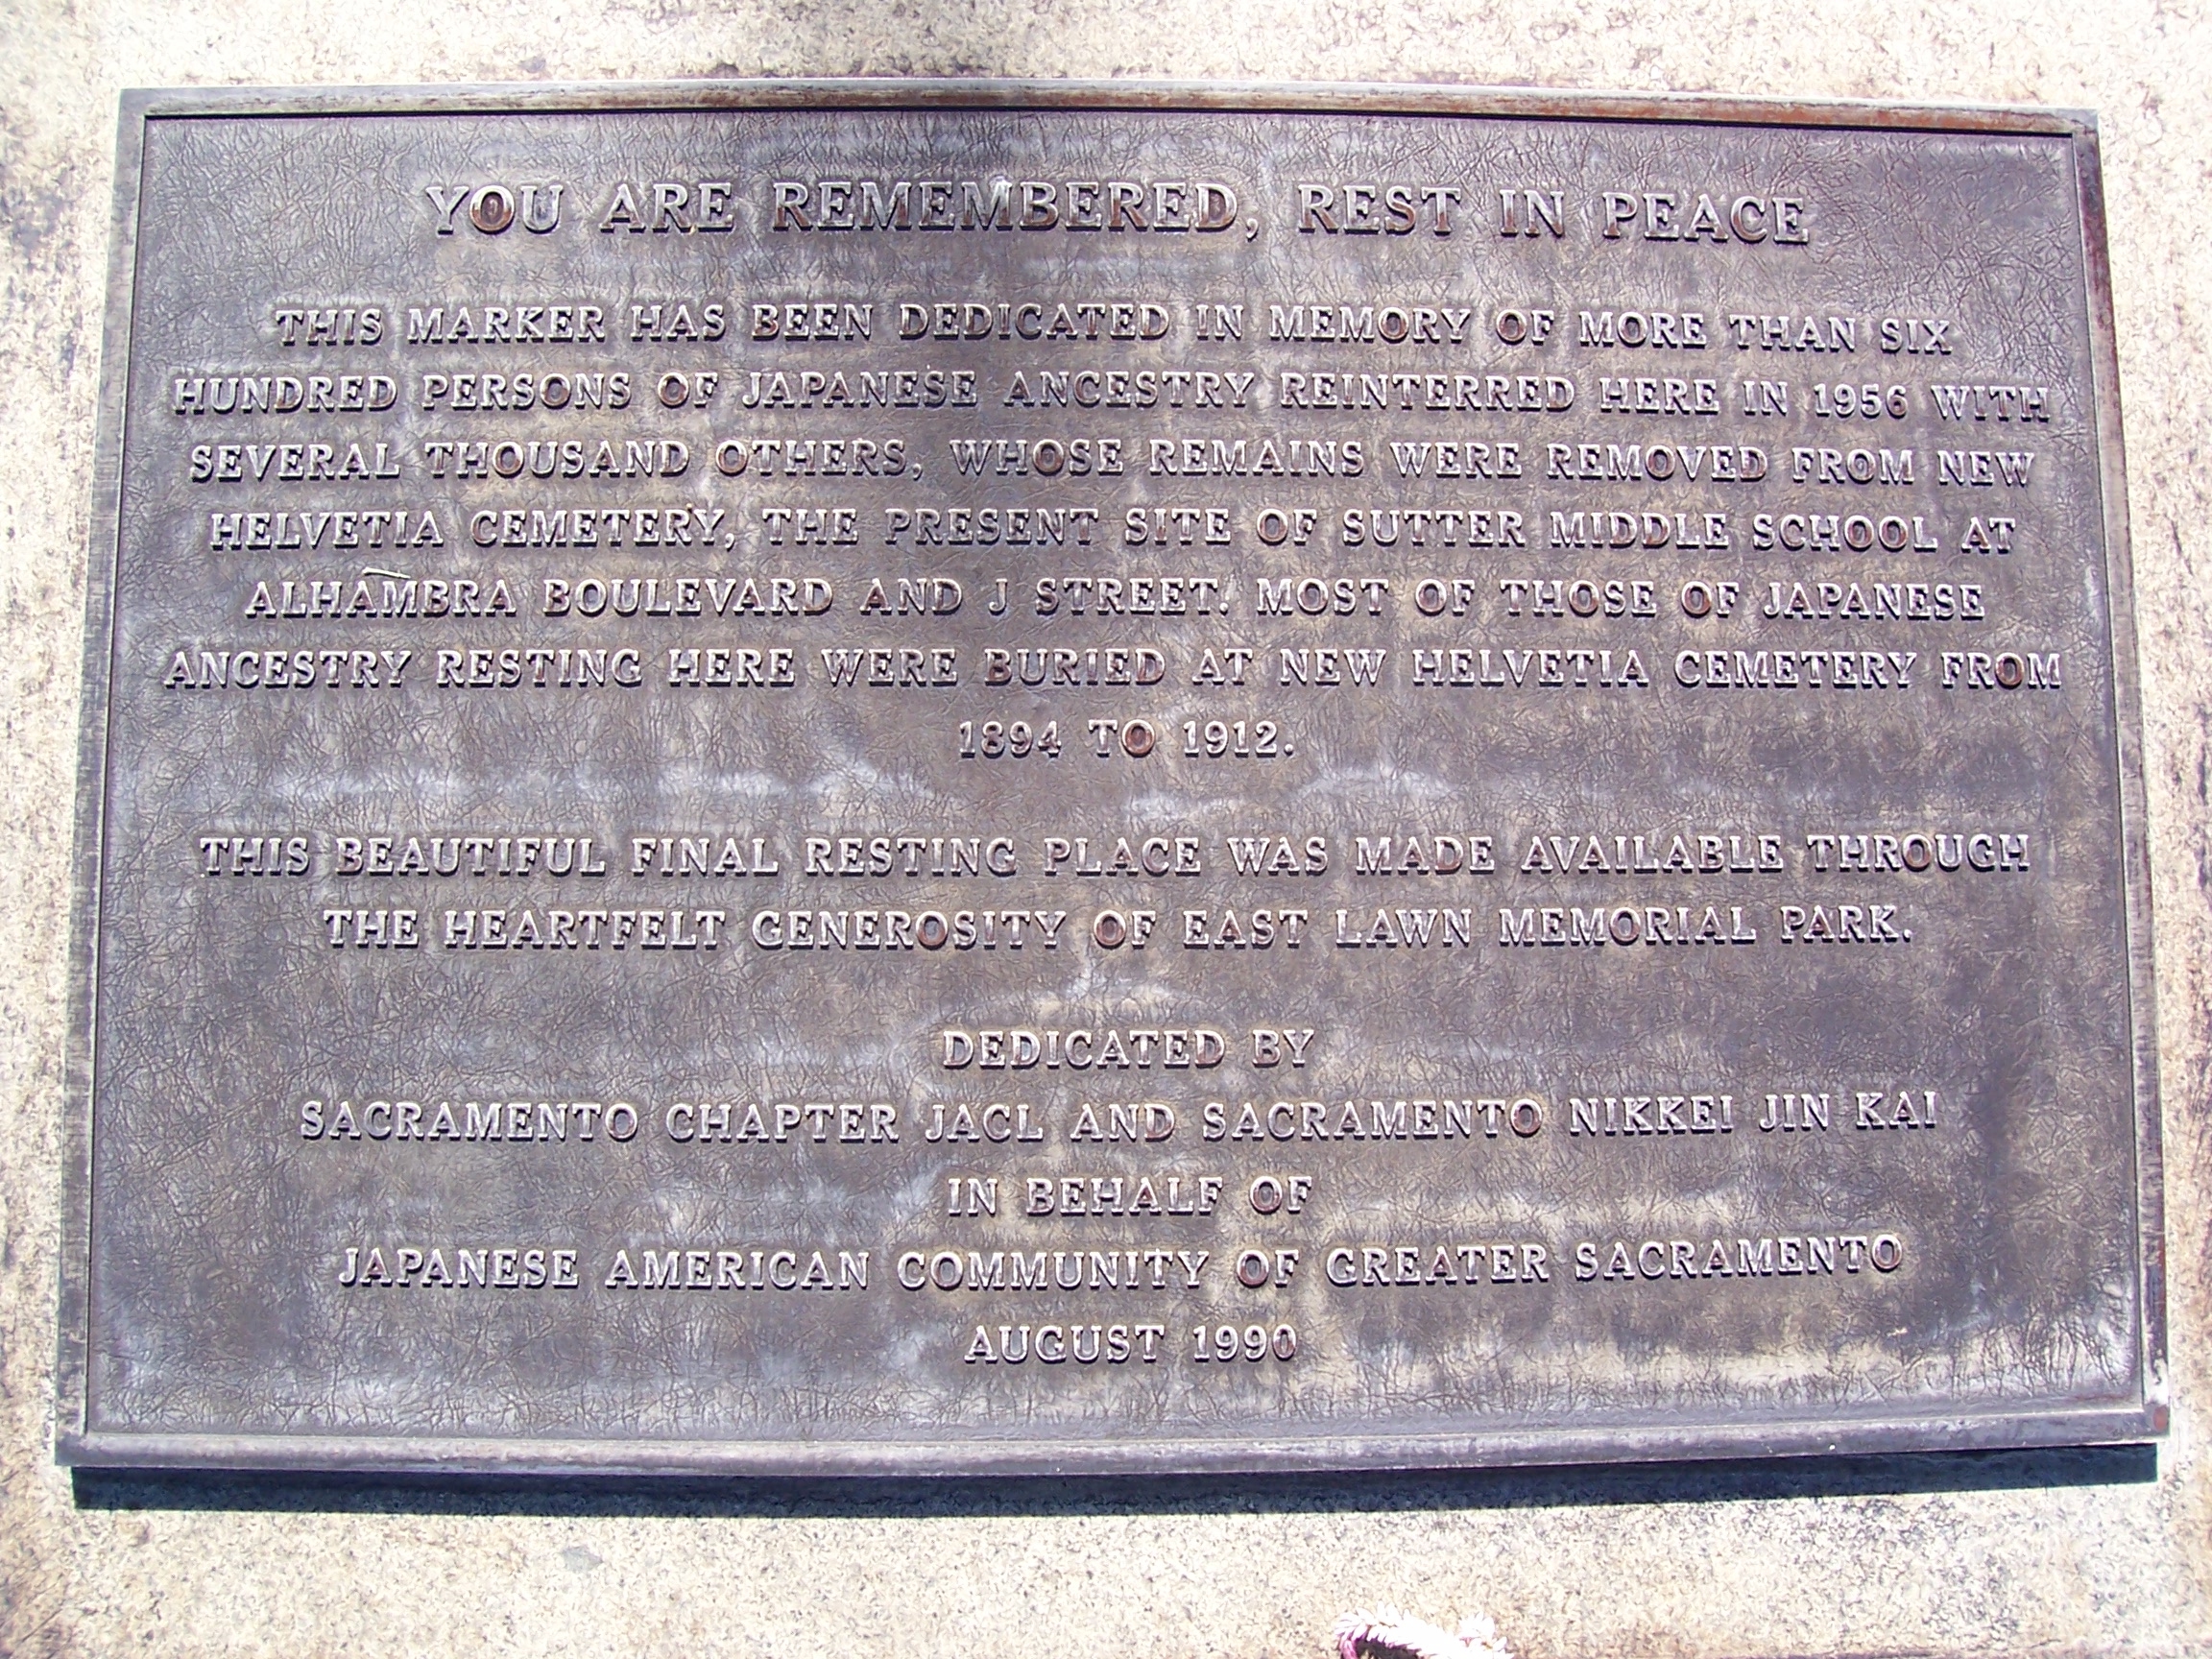 YOU ARE REMEMBERED, REST IN PEACE
THIS MARKER HAS BEEN DEDICATED IN MEMORY OF MORE THAN SIX
HUNDRED PERSONS OF JAPANESE ANCESTRY REINTERRED HERE IN 1956 WITH
SEVERAL THOUSAND OTHERS, WHOSE REMAINS WERE REMOVED FROM NEW
HELVETIA CEMETERY, THE PRESENT SITE OF SUTTER MIDDLE SCHOOL AT
ALHAMBRA BOULEVARD AND J STREET. MOST OF THOSE OF JAPANESE
ANCESTRY RESTING HERE WERE BURIED AT NEW HELVETIA CEMETERY FROM
1894 TO 1912.
THIS BEAUTIFUL FINAL RESTING PLACE WAS MADE AVAILABLE THROUGH
THE HEARTFELT GENEROSITY OF EAST LAWN MEMORIAL PARK.
DEDICATED BY
SACRAMENTO CHAPTER JACL AND SACRAMENTO NIKKEI JIN KAI
IN BEHALF OF
JAPANESE AMERICAN COMMUNITY OF GREATER SACRAMENTO
AUGUST 1990